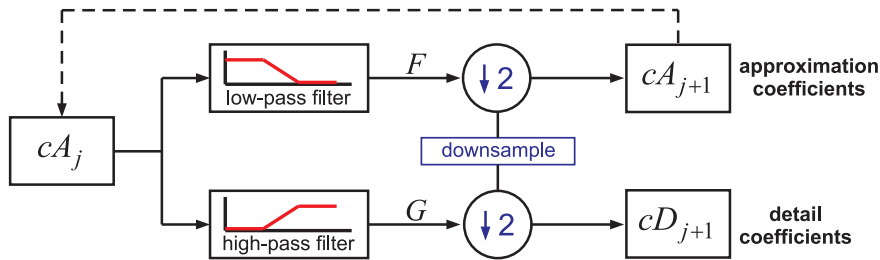 F
↓2
cA_{j+1}
approximation
coefficients
low-pass filter
cA_j
downsample
G
↓2
cD_{j+1}
detail
coefficients
high-pass filter